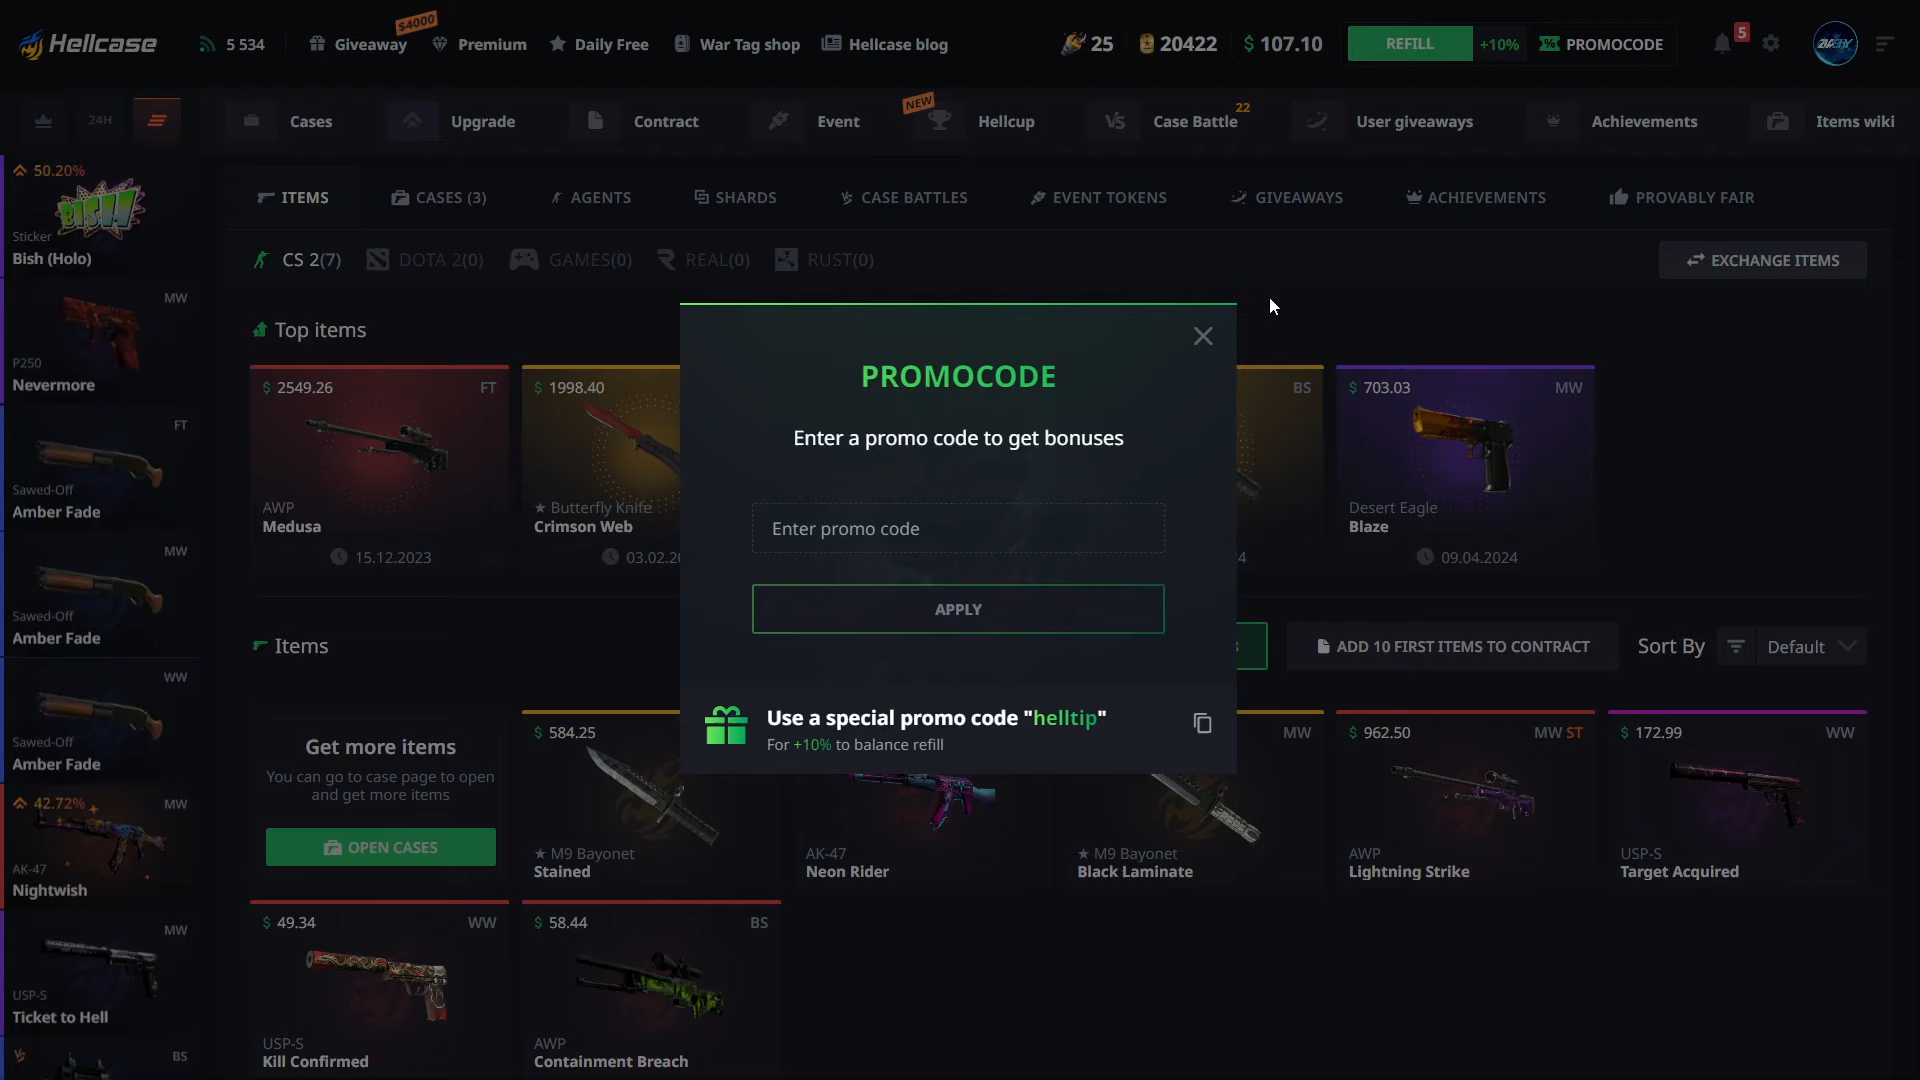 Hellcase
5 534
Giveaway
$4000
Premium
Daily Free
War Tag shop
Hellcase blog
25
20422
$ 107.10
REFILL
+10%
PROMOCODE
5
24H
Cases
Upgrade
Contract
Event
NEW
Hellcup
VS
Case Battle
22
User giveaways
Achievements
Items wiki
50.20%
BISH!
Sticker
Bish (Holo)
MW
P250
Nevermore
FT
Sawed-Off
Amber Fade
MW
Sawed-Off
Amber Fade
WW
Sawed-Off
Amber Fade
42.72%
MW
AK-47
Nightwish
MW
USP-S
Ticket to Hell
BS
ITEMS
CASES (3)
AGENTS
SHARDS
CASE BATTLES
EVENT TOKENS
GIVEAWAYS
ACHIEVEMENTS
PROVABLY FAIR
CS 2(7)
DOTA 2(0)
GAMES(0)
REAL(0)
RUST(0)
EXCHANGE ITEMS
Top items
$ 2549.26
FT
AWP
Medusa
15.12.2023
$ 1998.40
★ Butterfly Knife
Crimson Web
03.02.20
BS
4
$ 703.03
MW
Desert Eagle
Blaze
09.04.2024
PROMOCODE
Enter a promo code to get bonuses
Enter promo code
APPLY
Use a special promo code "helltip"
For +10% to balance refill
Items
ADD 10 FIRST ITEMS TO CONTRACT
Sort By
Default
Get more items
You can go to case page to open
and get more items
OPEN CASES
$ 584.25
★ M9 Bayonet
Stained
AK-47
Neon Rider
MW
★ M9 Bayonet
Black Laminate
$ 962.50
MW ST
AWP
Lightning Strike
$ 172.99
WW
USP-S
Target Acquired
$ 49.34
WW
USP-S
Kill Confirmed
$ 58.44
BS
AWP
Containment Breach